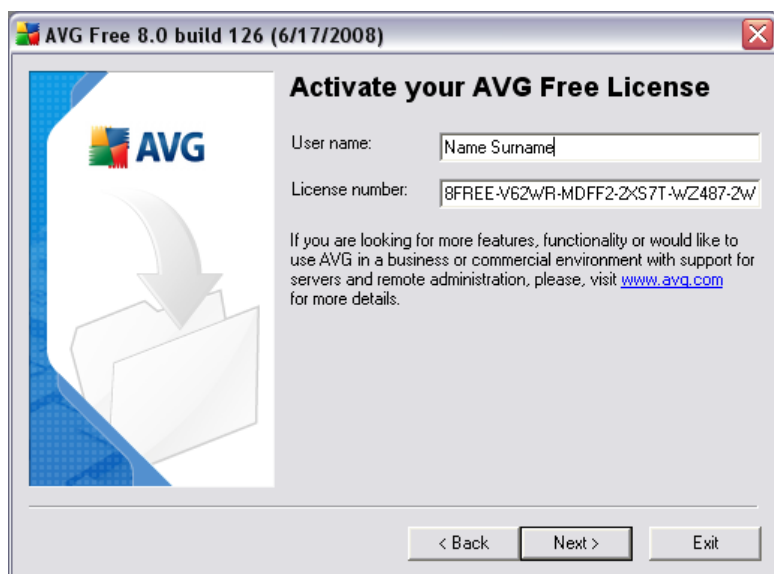 AVG Free 8.0 build 126 (6/17/2008)
AVG
Activate your AVG Free License
User name:
Name Surname
License number:
8FREE-V62WR-MDFF2-2XS7T-WZ487-2W
If you are looking for more features, functionality or would like to
use AVG in a business or commercial environment with support for
servers and remote administration, please, visit www.avg.com
for more details.
< Back
Next >
Exit